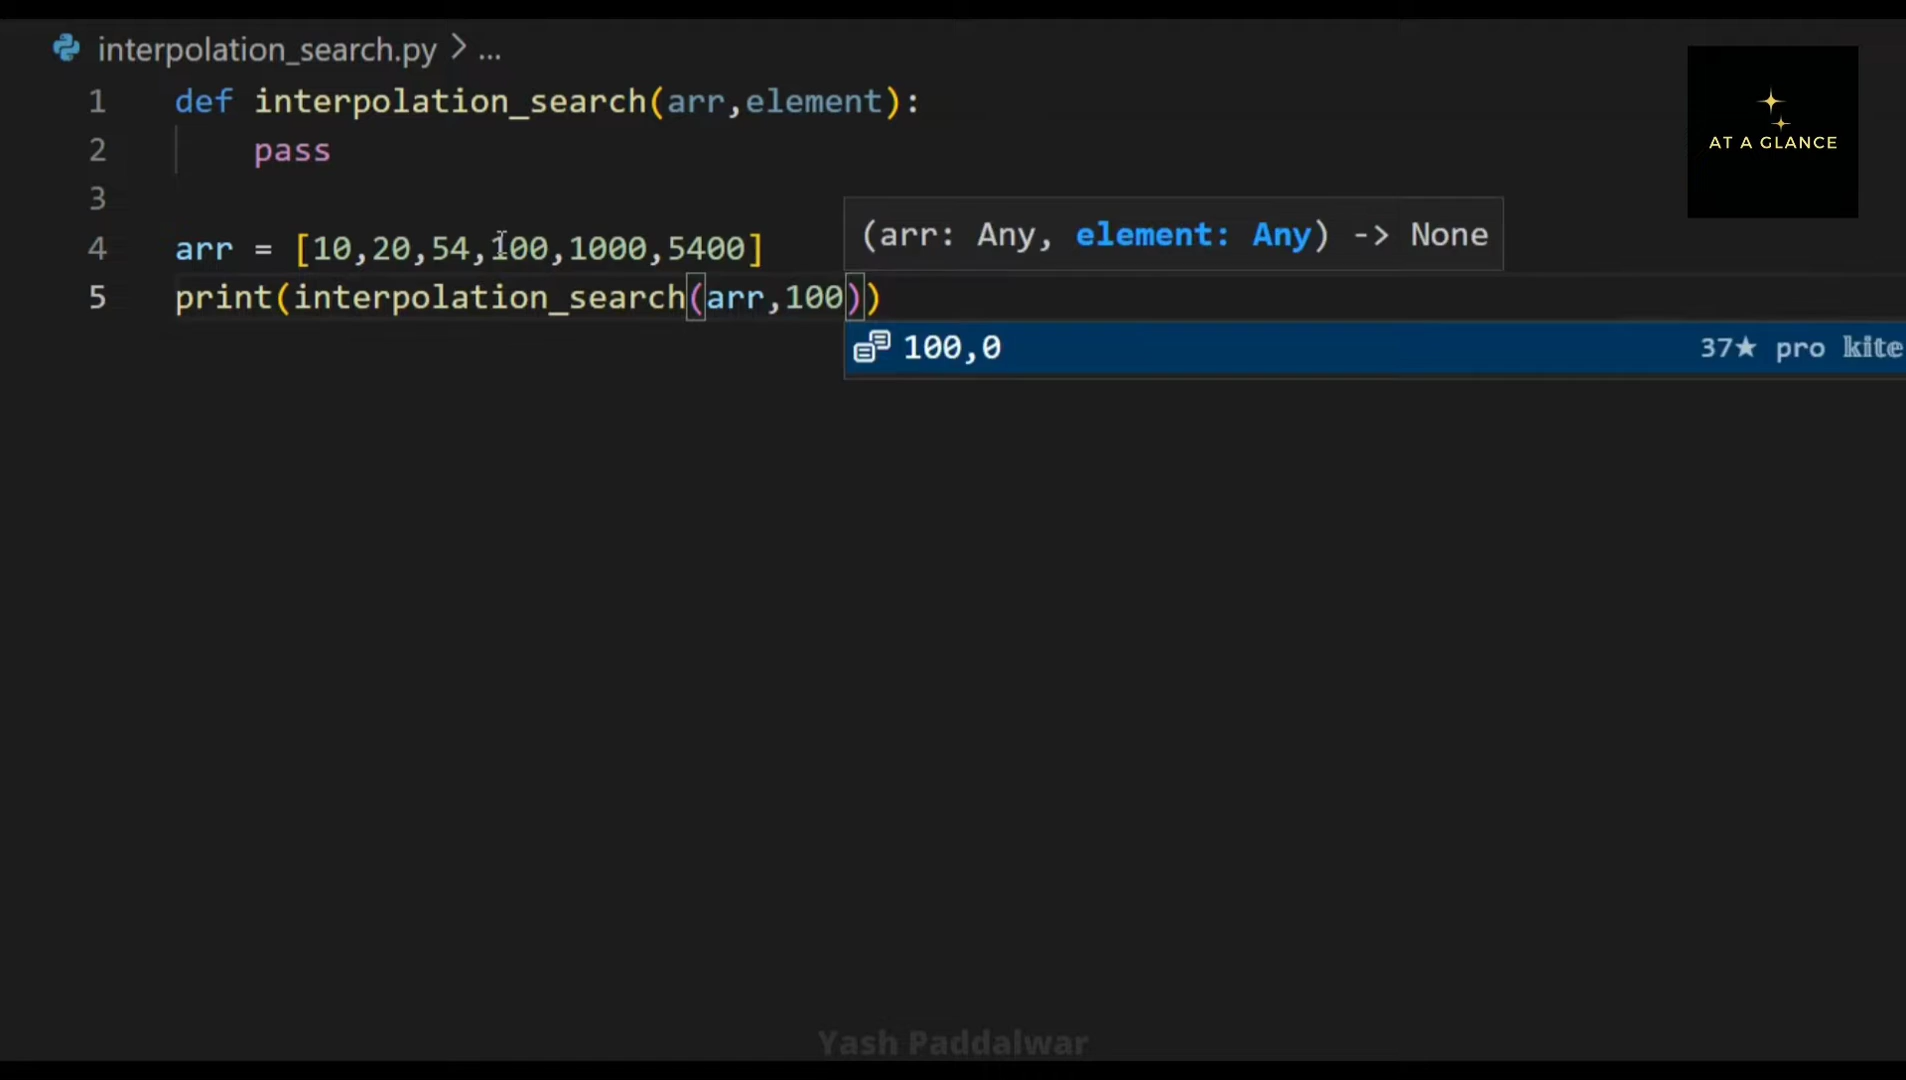 interpolation_search.py > ...
1 def interpolation_search(arr,element):
2 pass
3
4 arr = [10,20,54,100,1000,5400]
5 print(interpolation_search(arr,100))
(arr: Any, element: Any) -> None
100,0 37★ pro kite
AT A GLANCE
Yash Paddalwar